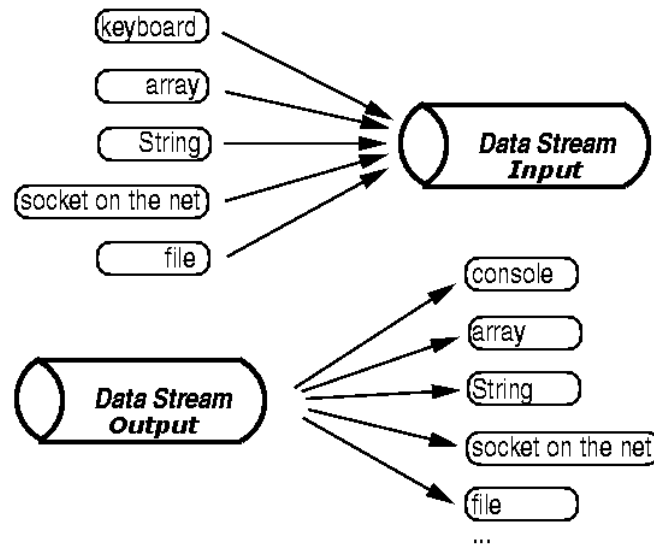 keyboard
array
String
socket on the net
file
Data Stream
Input
console
array
String
socket on the net
file
...
Data Stream
Output